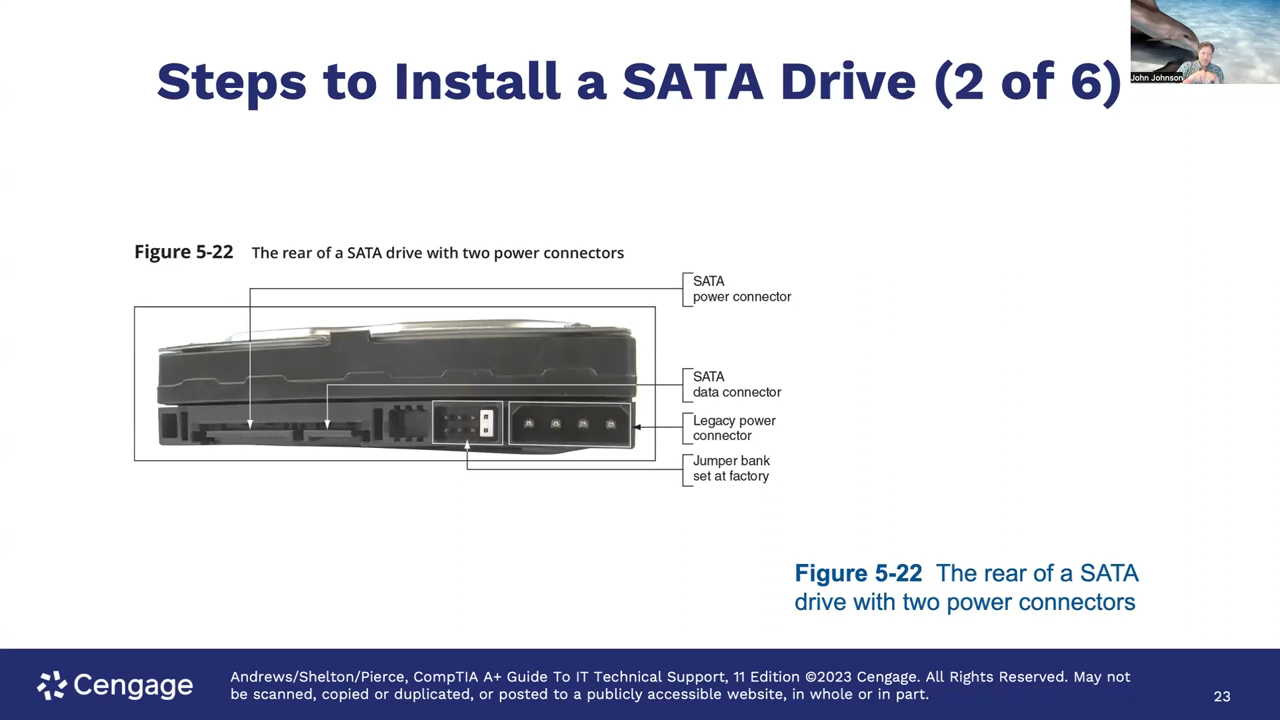 Steps to Install a SATA Drive (2 of 6)
John Johnson
Figure 5-22 The rear of a SATA drive with two power connectors
SATA
power connector
SATA
data connector
Legacy power
connector
Jumper bank
set at factory
Figure 5-22 The rear of a SATA
drive with two power connectors
Cengage
Andrews/Shelton/Pierce, CompTIA A+ Guide To IT Technical Support, 11 Edition ©2023 Cengage. All Rights Reserved. May not
be scanned, copied or duplicated, or posted to a publicly accessible website, in whole or in part.
23